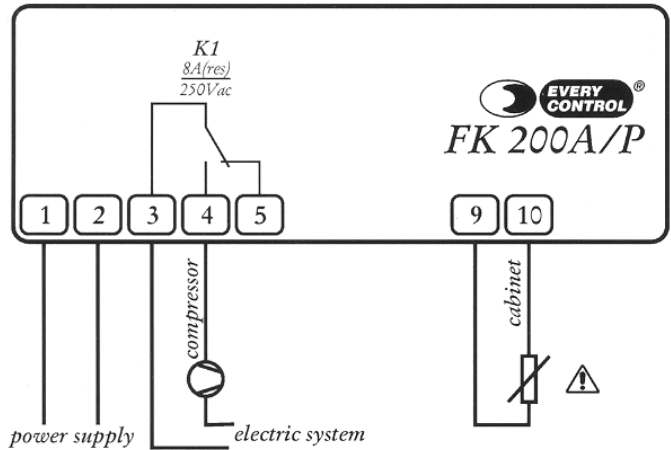 K1
8A(res)
250Vac
EVERY CONTROL ®
FK 200A/P
1 2 3 4 5 9 10
compressor
cabinet
power supply
electric system